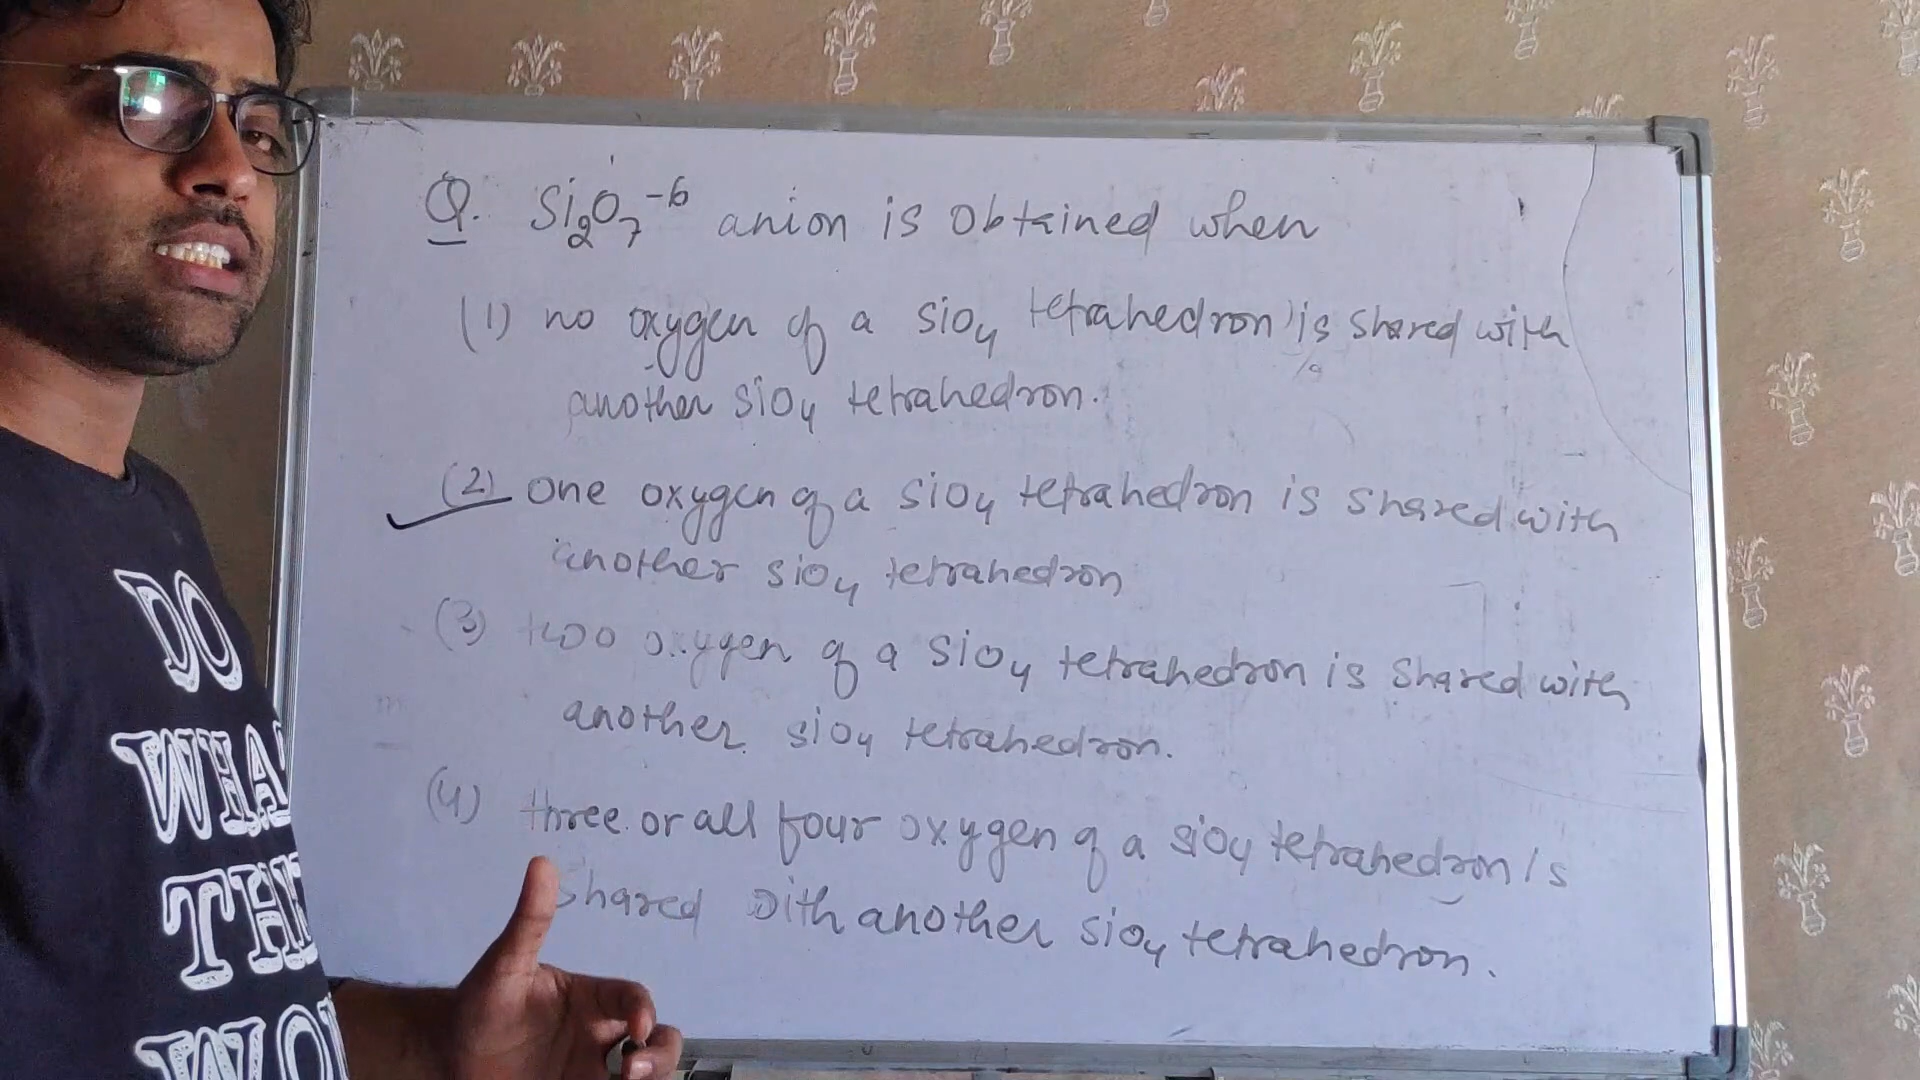 Q. Si₂O₇⁻⁶ anion is obtained when
(1) no oxygen of a SiO₄ tetrahedron is shared with
another SiO₄ tetrahedron.
(2) one oxygen of a SiO₄ tetrahedron is shared with
another SiO₄ tetrahedron
(3) two oxygen of a SiO₄ tetrahedron is shared with
another SiO₄ tetrahedron.
(4) three or all four oxygen of a SiO₄ tetrahedron is
shared with another SiO₄ tetrahedron.
DO
WHA
THE